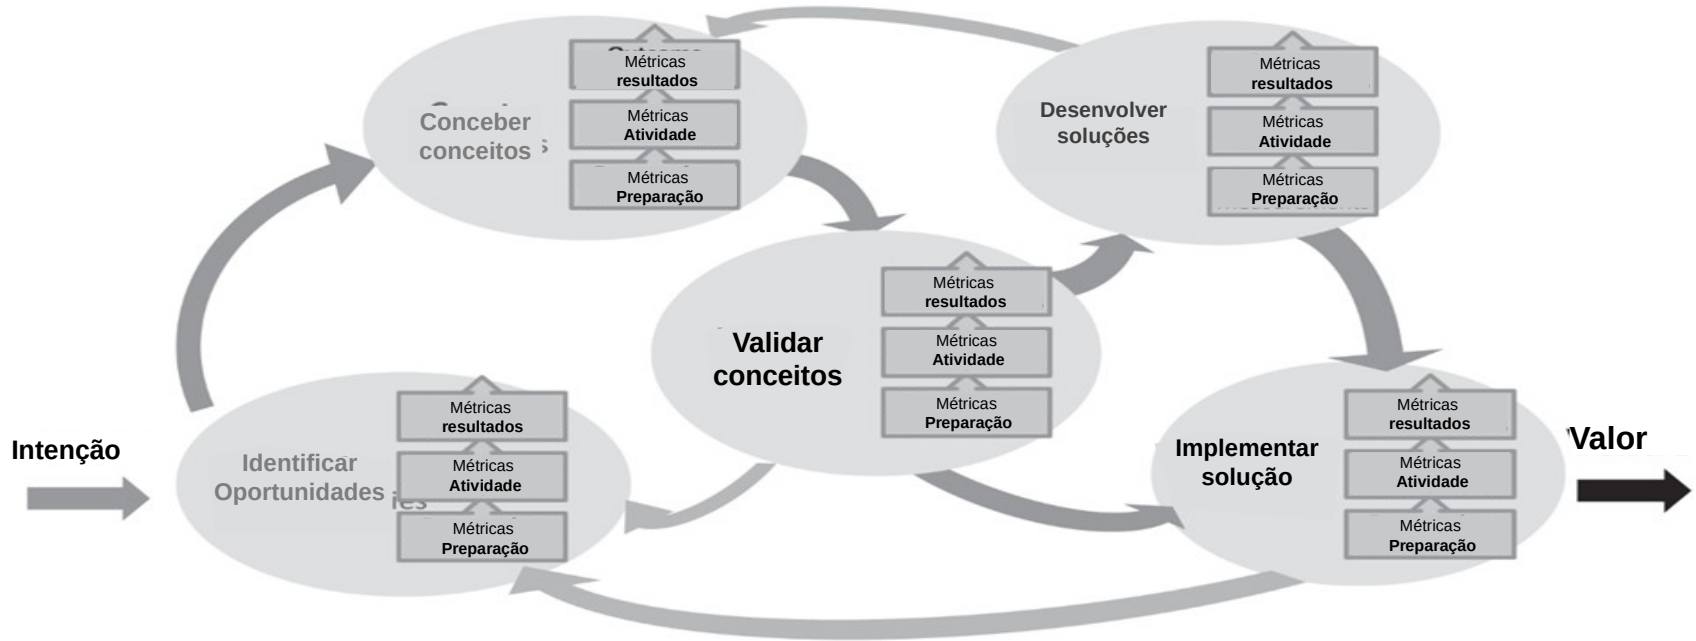 Métricas
resultados
Métricas
Atividade
Métricas
Preparação
Conceber
conceitos
Desenvolver
soluções
Métricas
resultados
Métricas
Atividade
Métricas
Preparação
Validar
conceitos
Métricas
resultados
Métricas
Atividade
Métricas
Preparação
Intenção
Identificar
Oportunidades
Métricas
resultados
Métricas
Atividade
Métricas
Preparação
Implementar
solução
Métricas
resultados
Métricas
Atividade
Métricas
Preparação
Valor